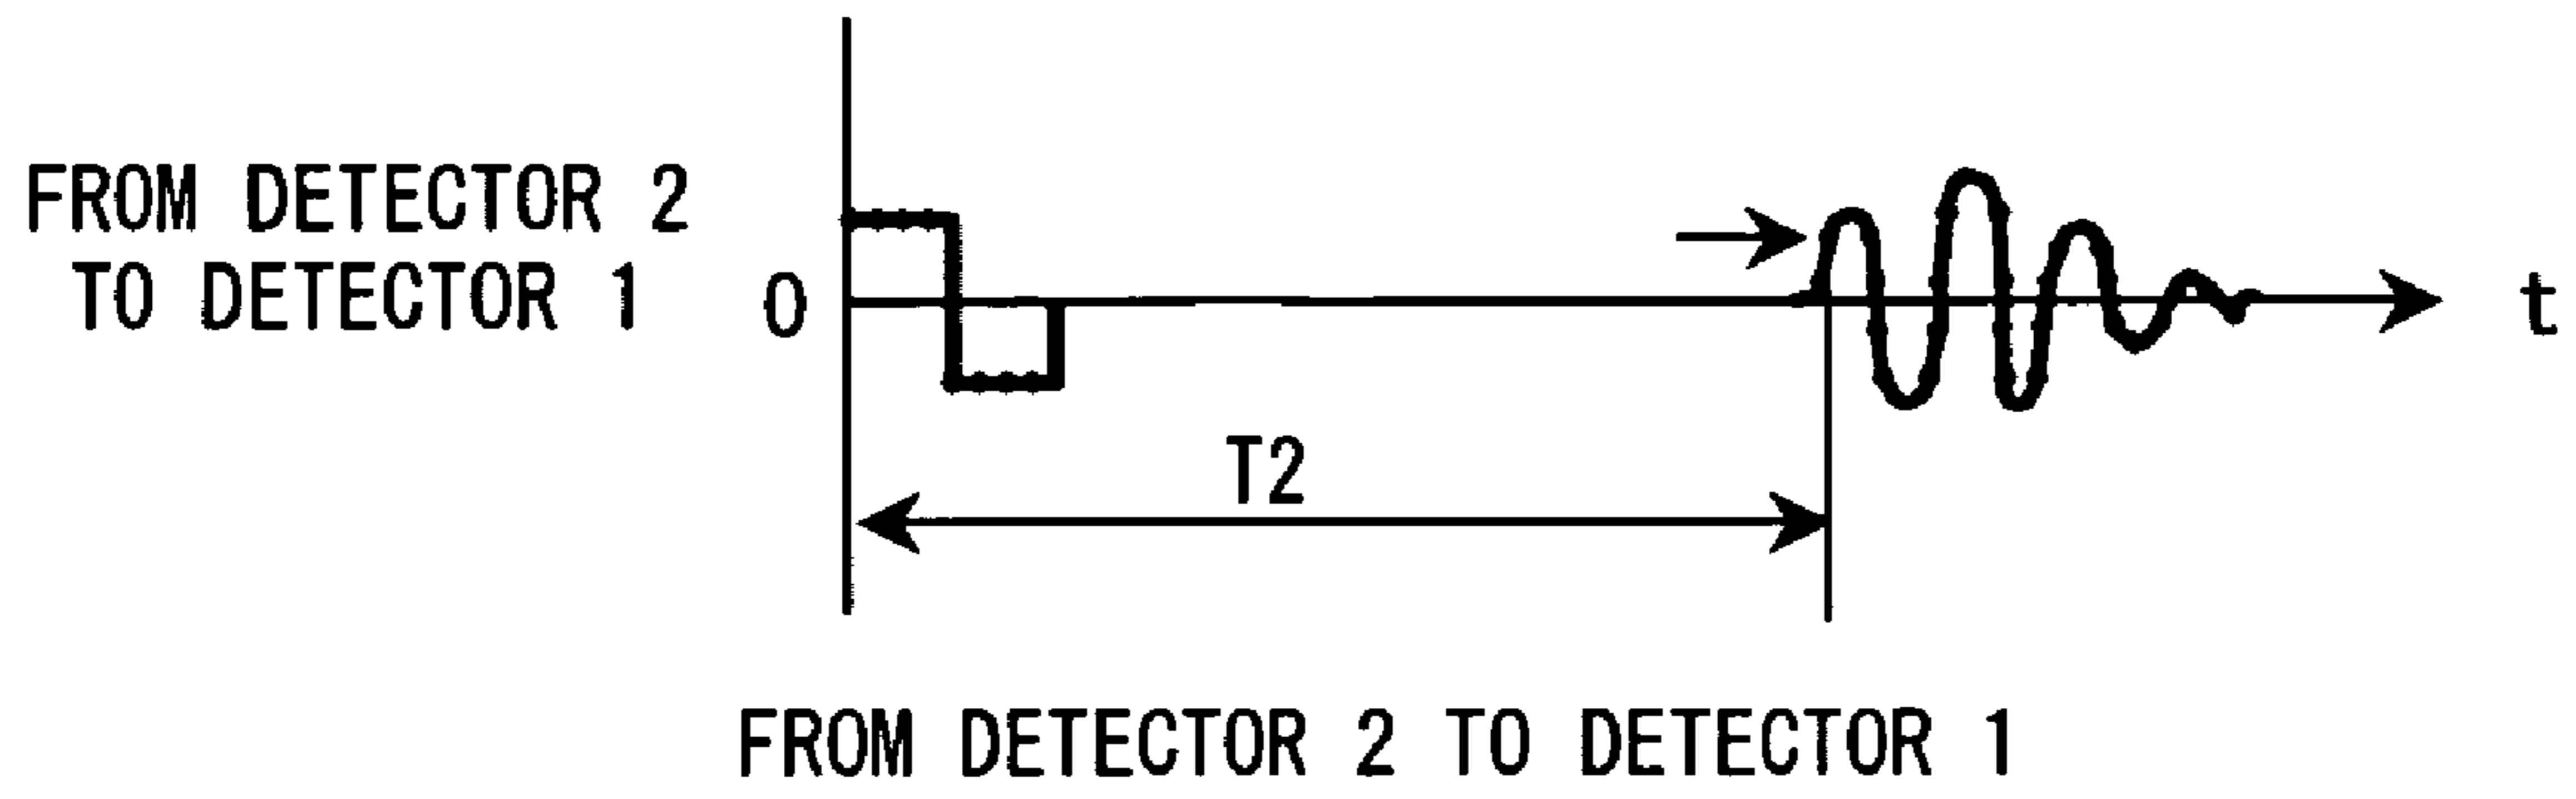 FROM DETECTOR 2
TO DETECTOR 1
0
t
T2
FROM DETECTOR 2 TO DETECTOR 1